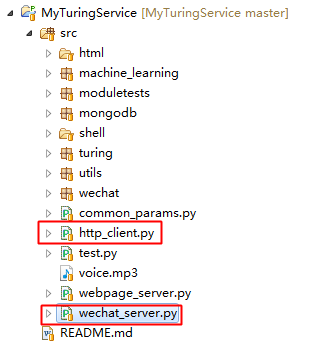 MyTuringService [MyTuringService master]
src
html
machine_learning
moduletests
mongodb
shell
turing
utils
wechat
common_params.py
http_client.py
test.py
voice.mp3
webpage_server.py
wechat_server.py
README.md